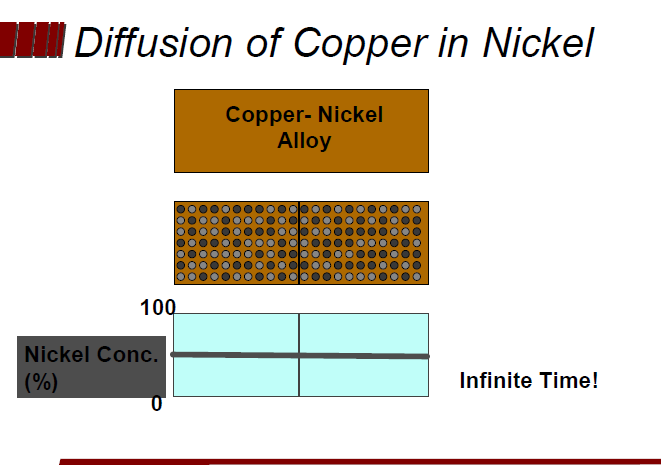 Diffusion of Copper in Nickel
Copper- Nickel
Alloy
100
Nickel Conc.
(%)
0
Infinite Time!